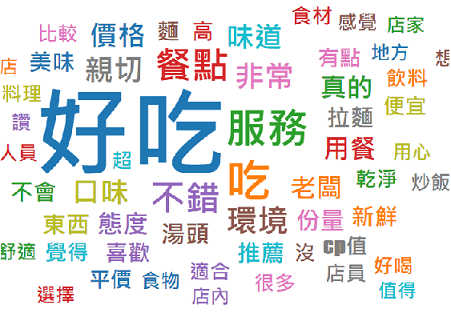 食材
感覺
店家
比較
價格
麵
高
味道
有點
地方
想
店
美味
親切
餐點
非常
真的
飲料
料理
便宜
讚
好吃
服務
拉麵
人員
超
用餐
用心
不會
口味
不錯
吃
老闆
乾淨
炒飯
東西
態度
湯頭
環境
份量
新鮮
舒適
覺得
喜歡
推薦
沒
cp值
平價
食物
適合
很多
店員
好喝
選擇
店內
值得